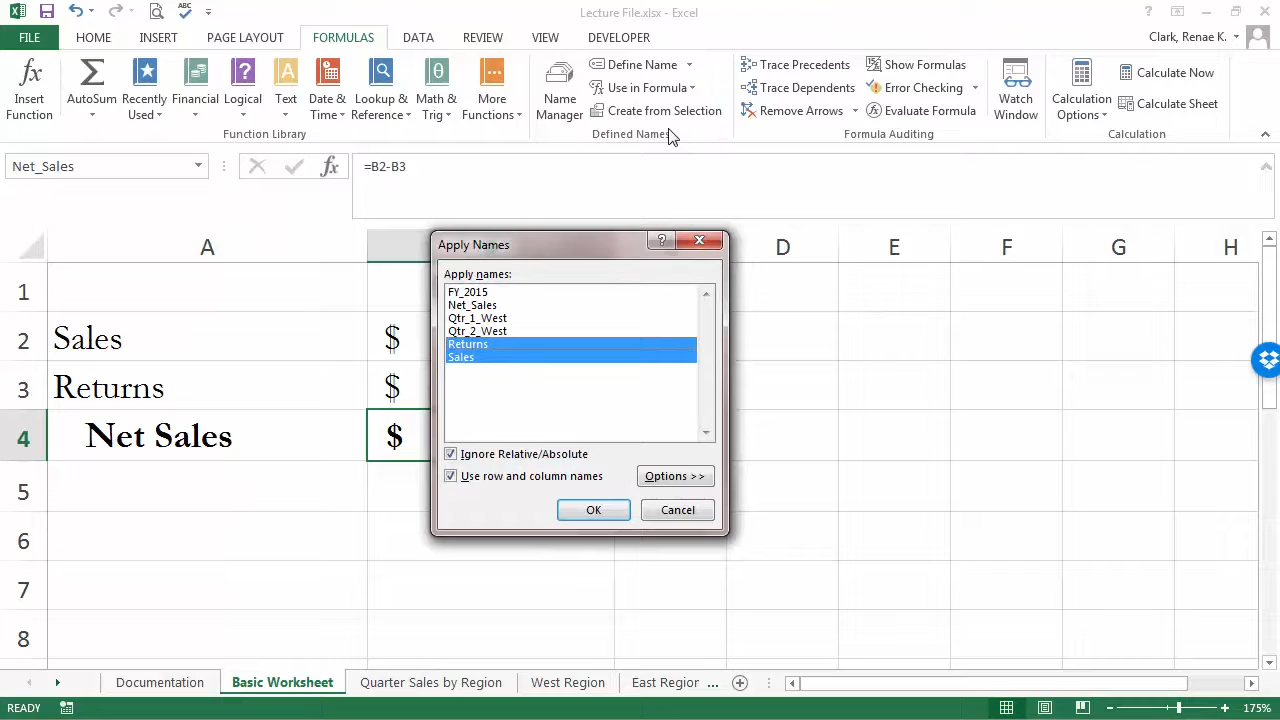 Lecture File.xlsx - Excel
FILE HOME INSERT PAGE LAYOUT FORMULAS DATA REVIEW VIEW DEVELOPER Clark, Renae K.
Insert Function
AutoSum
Recently Used
Financial
Logical
Text
Date & Time
Lookup & Reference
Math & Trig
More Functions
Function Library
Name Manager
Define Name
Use in Formula
Create from Selection
Defined Names
Trace Precedents
Trace Dependents
Remove Arrows
Show Formulas
Error Checking
Evaluate Formula
Formula Auditing
Watch Window
Calculation Options
Calculate Now
Calculate Sheet
Calculation
Net_Sales fx =B2-B3
A D E F G H
1
2 Sales $
3 Returns $
4 Net Sales $
5
6
7
8
Apply Names
Apply names:
FY_2015
Net_Sales
Qtr_1_West
Qtr_2_West
Returns
Sales
Ignore Relative/Absolute
Use row and column names Options >>
OK Cancel
Documentation Basic Worksheet Quarter Sales by Region West Region East Region ...
READY 175%